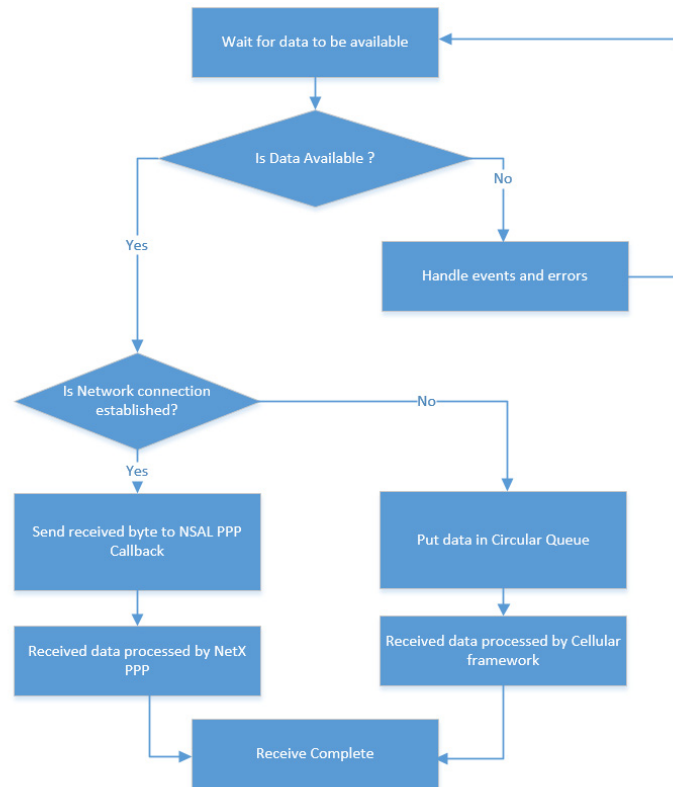 Wait for data to be available
Is Data Available ?
No
Yes
Handle events and errors
Is Network connection
established?
No
Yes
Send received byte to NSAL PPP
Callback
Put data in Circular Queue
Received data processed by NetX
PPP
Received data processed by Cellular
framework
Receive Complete